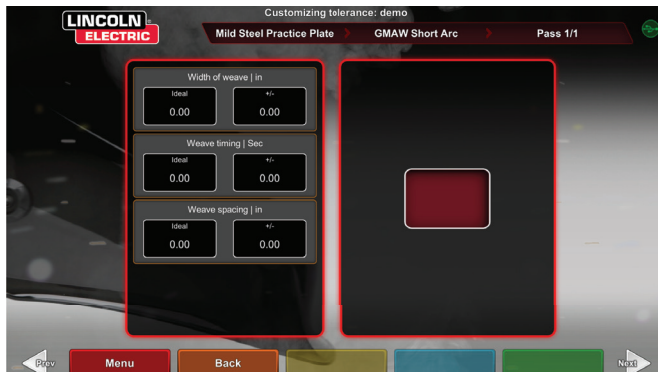 Customizing tolerance: demo
LINCOLN ®
ELECTRIC
Mild Steel Practice Plate GMAW Short Arc Pass 1/1
Width of weave | in
Ideal +/-
0.00 0.00
Weave timing | Sec
Ideal +/-
0.00 0.00
Weave spacing | in
Ideal +/-
0.00 0.00
Prev Menu Back Next